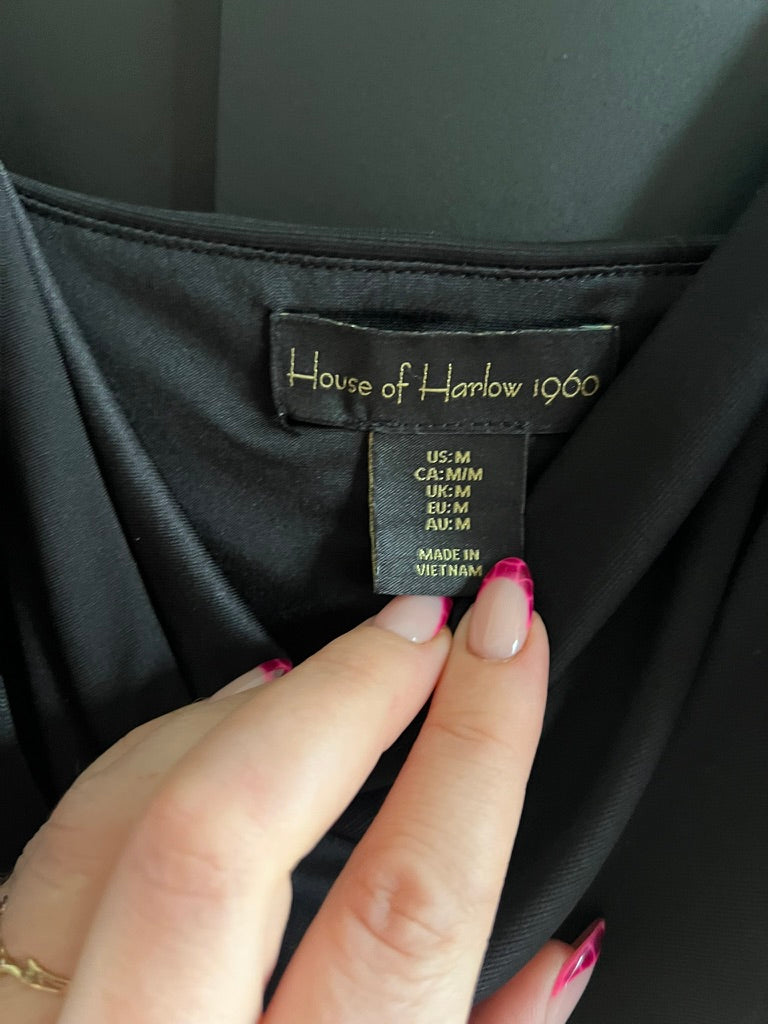 House of Harlow 1960
US:M
CA:M/M
UK:M
EU:M
AU:M
MADE IN
VIETNAM